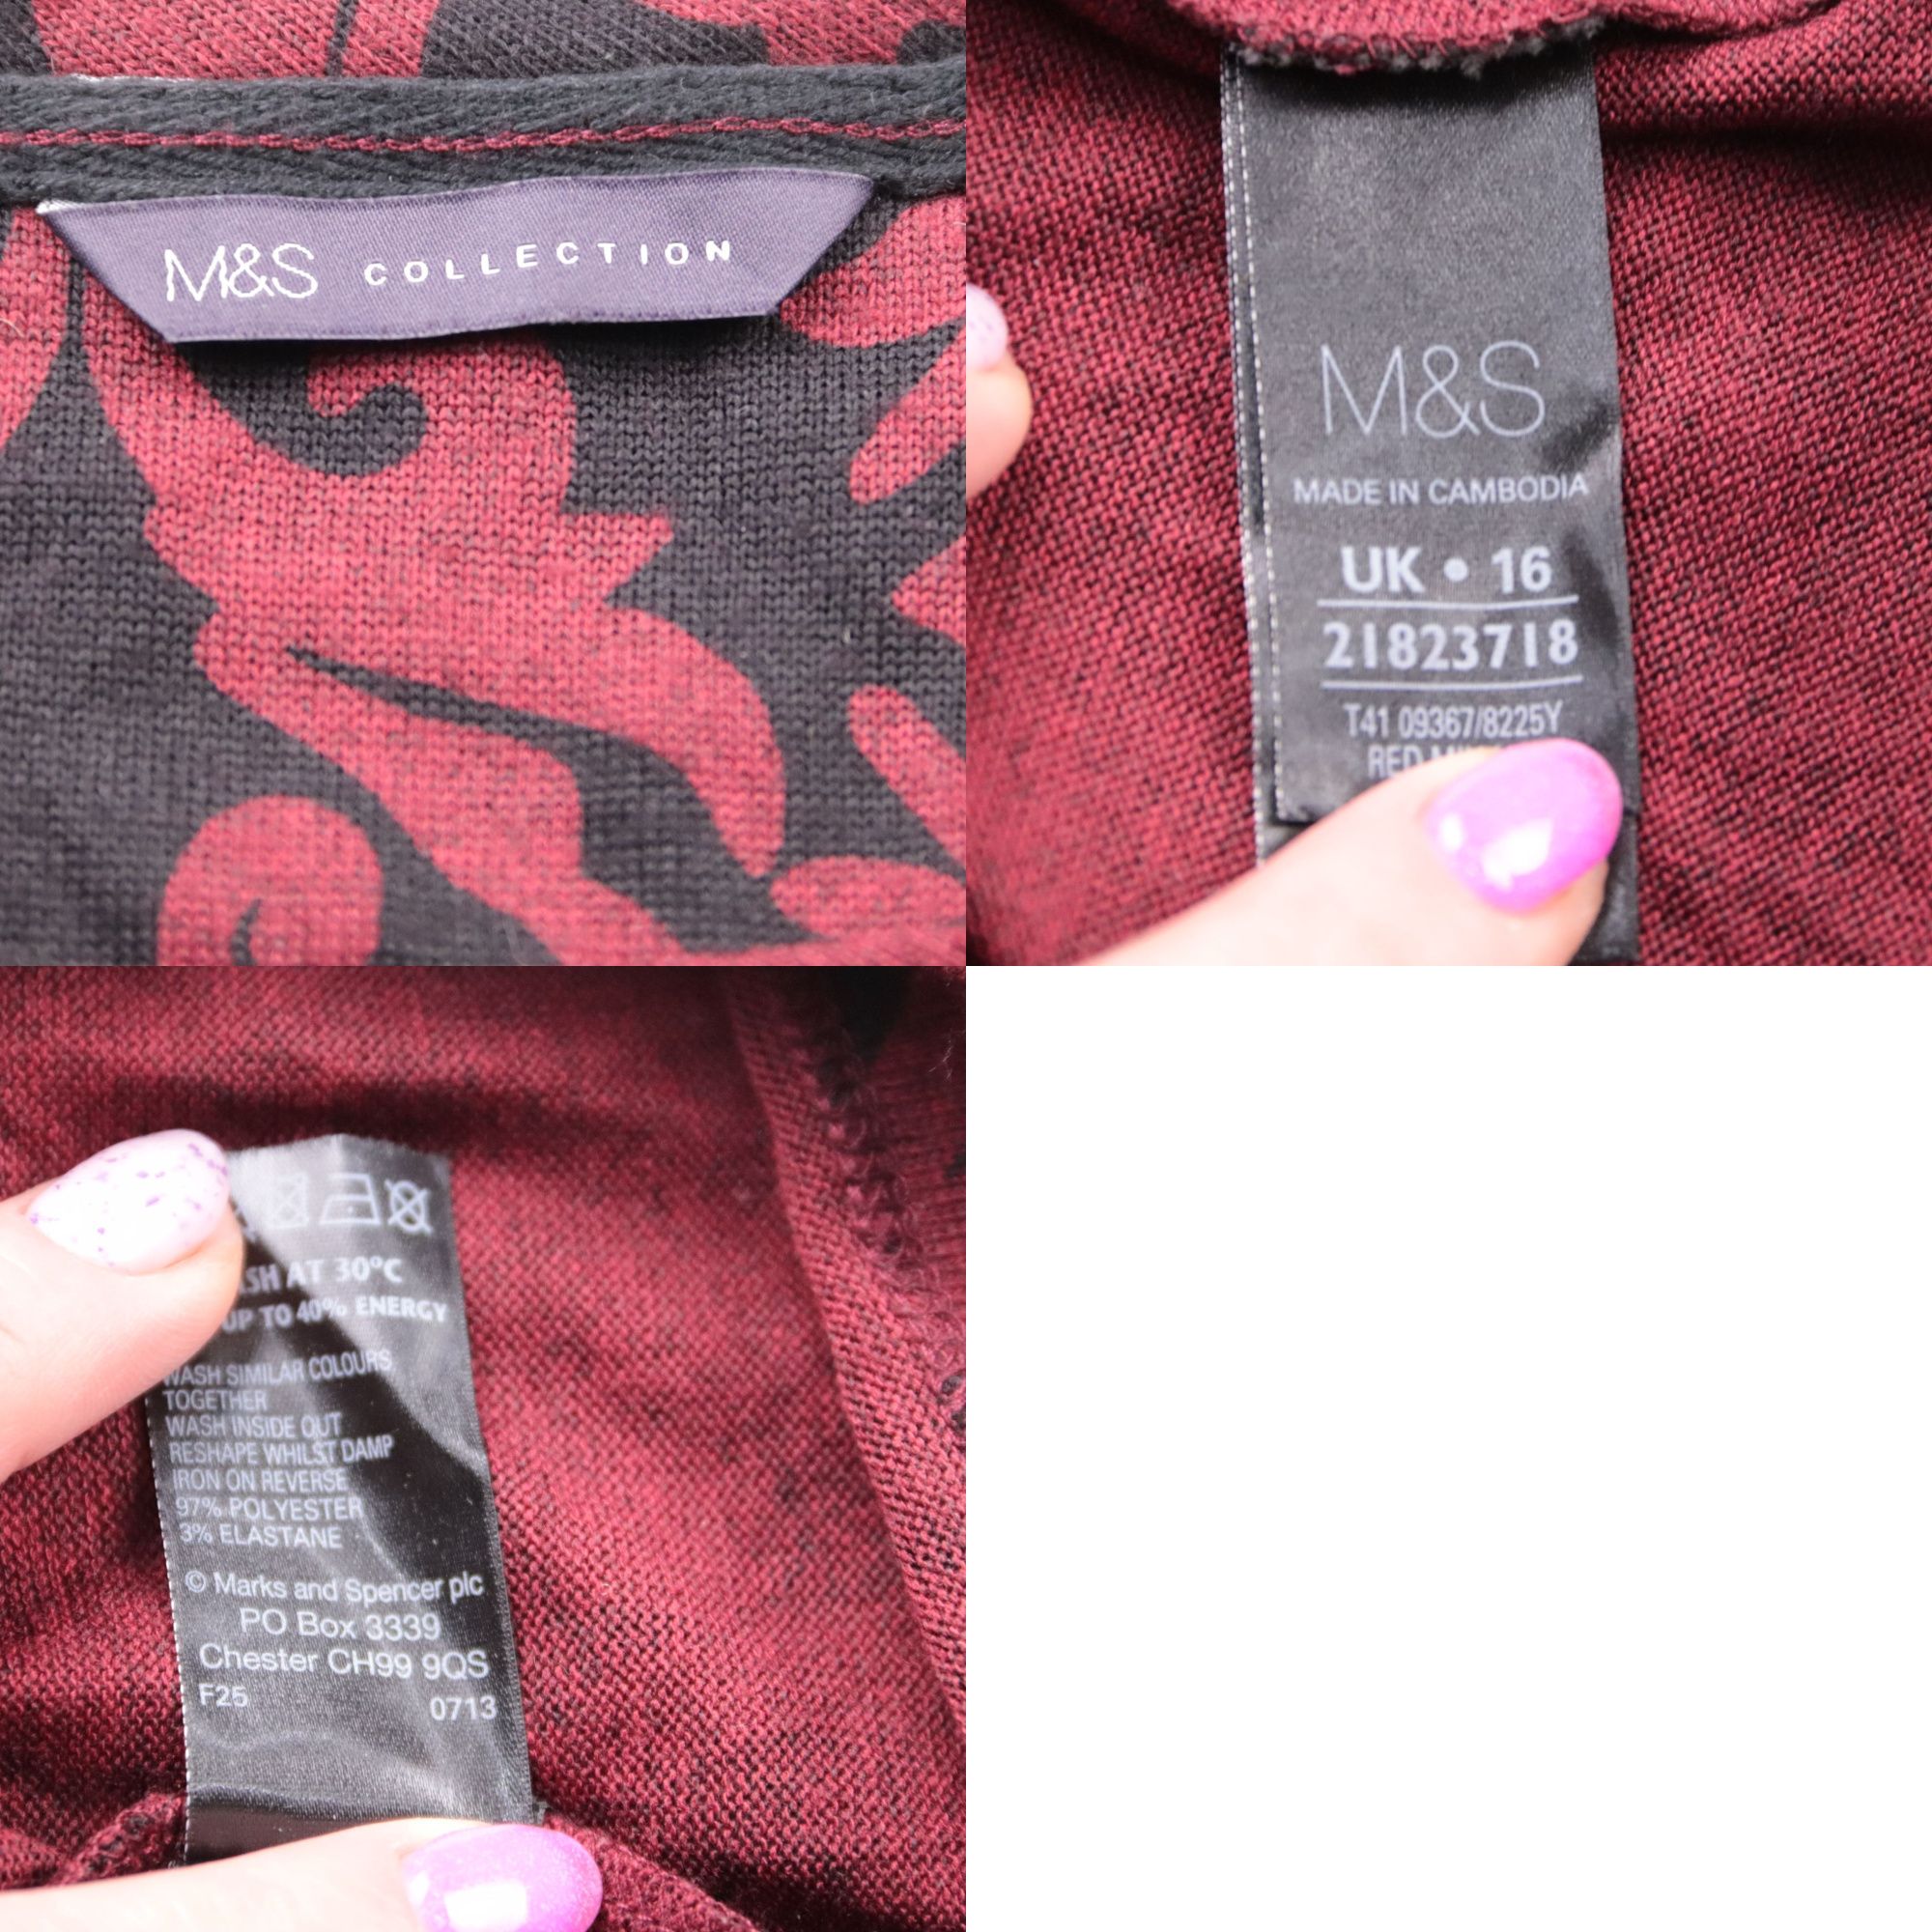 M&S COLLECTION
M&S
MADE IN CAMBODIA
UK • 16
21823718
T41 09367/8225Y
RED
AT 30°C
UP TO 40% ENERGY
WASH SIMILAR COLOURS
TOGETHER
WASH INSIDE OUT
RESHAPE WHILST DAMP
IRON ON REVERSE
97% POLYESTER
3% ELASTANE
© Marks and Spencer plc
PO Box 3339
Chester CH99 9QS
F25 0713